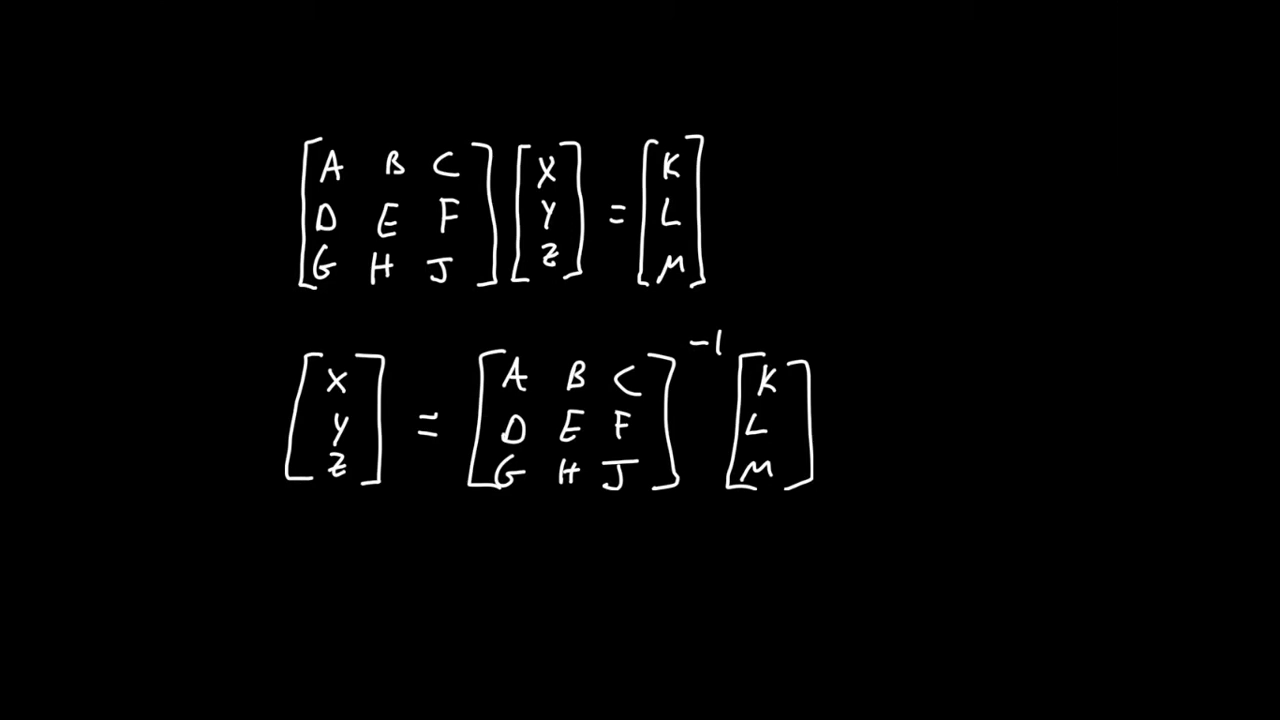 [A B C] [X] = [K]
[D E F] [Y] [L]
[G H J] [Z] [M]
[X] = [A B C]⁻¹ [K]
[Y] [D E F] [L]
[Z] [G H J] [M]